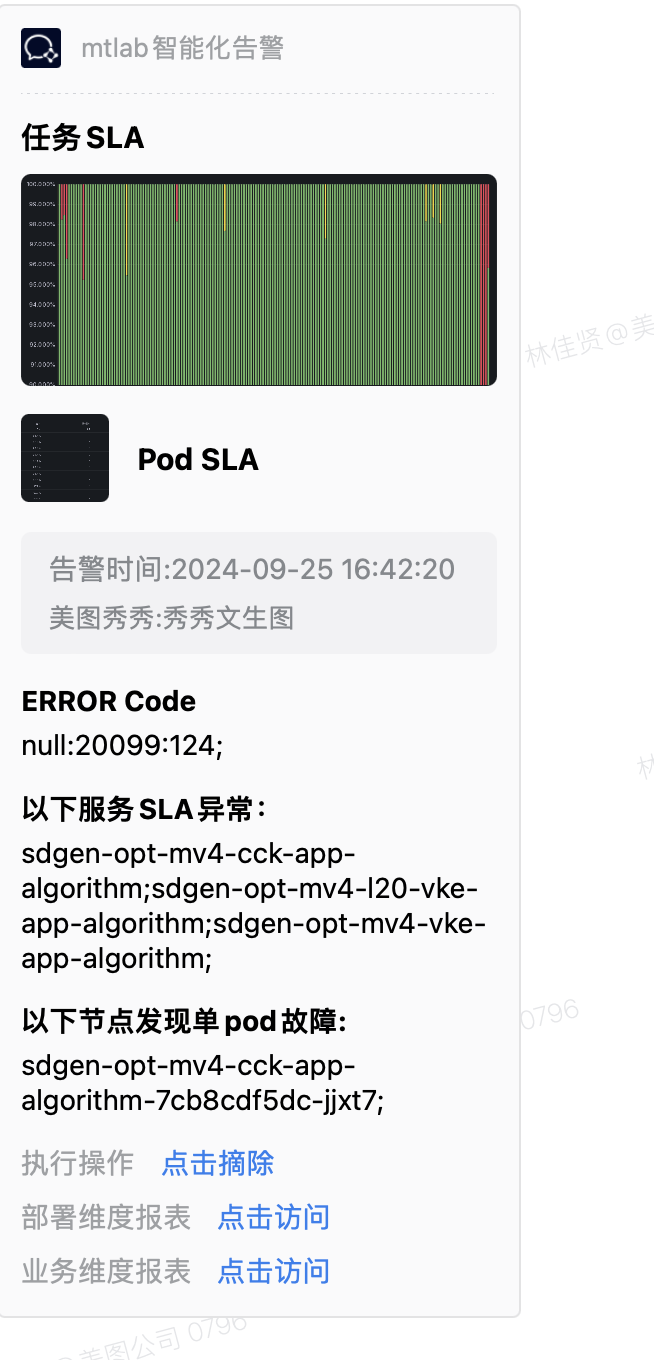 mtlab智能化告警
任务SLA
100.000%
99.000%
98.000%
97.000%
96.000%
95.000%
94.000%
93.000%
92.000%
91.000%
90.000%
Pod SLA
告警时间:2024-09-25 16:42:20
美图秀秀:秀秀文生图
ERROR Code
null:20099:124;
以下服务SLA异常：
sdgen-opt-mv4-cck-app-
algorithm;sdgen-opt-mv4-l20-vke-
app-algorithm;sdgen-opt-mv4-vke-
app-algorithm;
以下节点发现单pod故障:
sdgen-opt-mv4-cck-app-
algorithm-7cb8cdf5dc-jjxt7;
执行操作 点击摘除
部署维度报表 点击访问
业务维度报表 点击访问
林佳贤@美
林
0796
@美图公司 0796